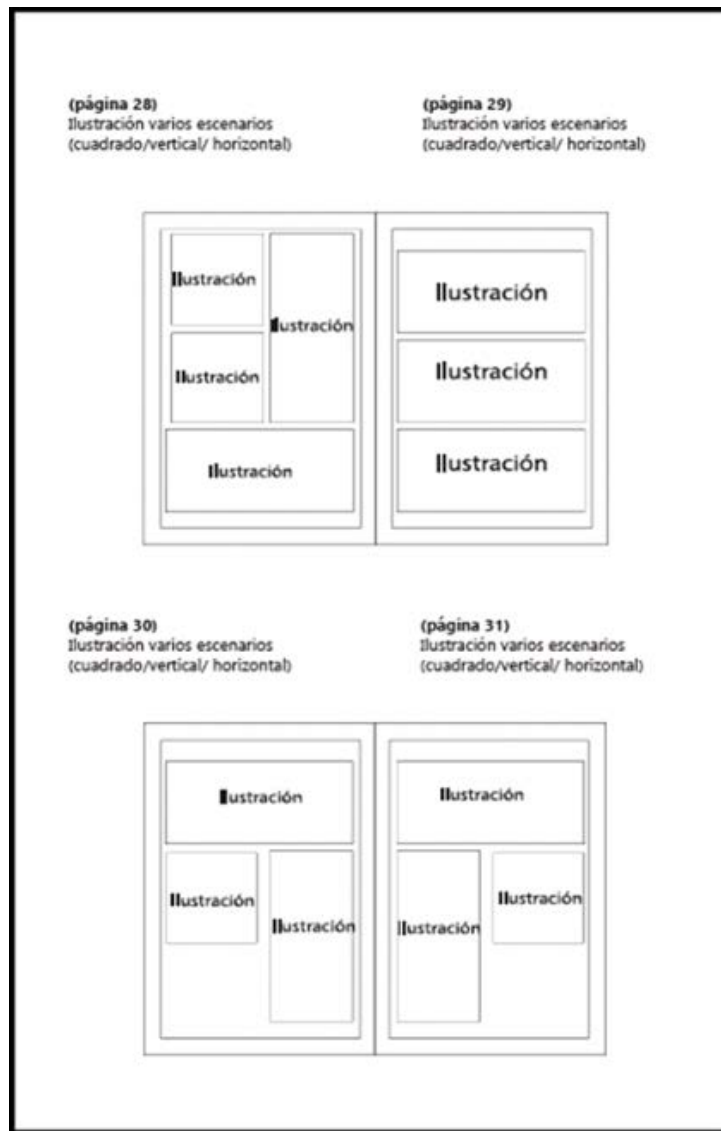 (página 28)
Ilustración varios escenarios
(cuadrado/vertical/ horizontal)
(página 29)
Ilustración varios escenarios
(cuadrado/vertical/ horizontal)
Ilustración
Ilustración
Ilustración
Ilustración
Ilustración
Ilustración
Ilustración
(página 30)
Ilustración varios escenarios
(cuadrado/vertical/ horizontal)
(página 31)
Ilustración varios escenarios
(cuadrado/vertical/ horizontal)
Ilustración
Ilustración
Ilustración
Ilustración
Ilustración
Ilustración